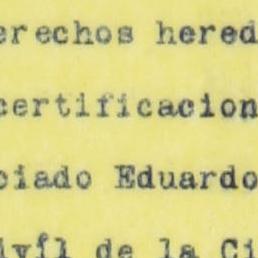 erechos hered
certificacion
ciado Eduardo
ivil de la Ci